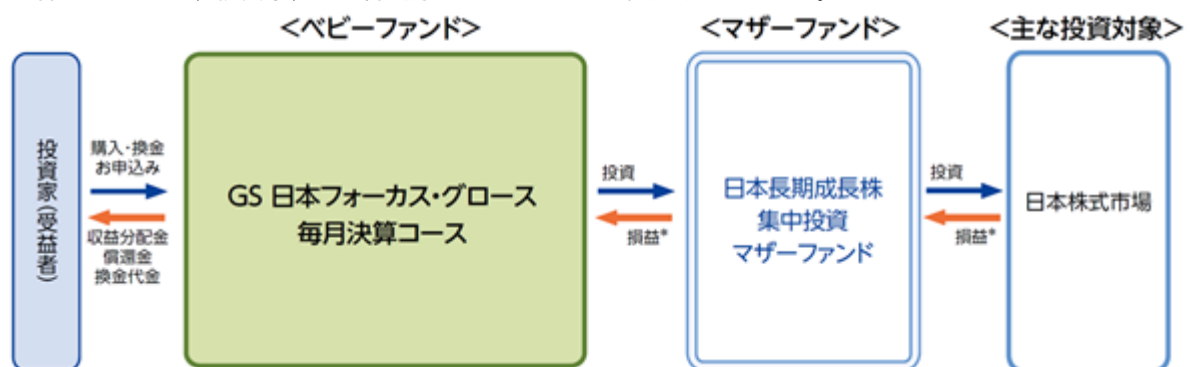 <ベビーファンド>
<マザーファンド>
<主な投資対象>
投資家(受益者)
購入・換金
お申込み
収益分配金
償還金
換金代金
GS 日本フォーカス・グロース
毎月決算コース
投資
損益*
日本長期成長株
集中投資
マザーファンド
投資
損益*
日本株式市場